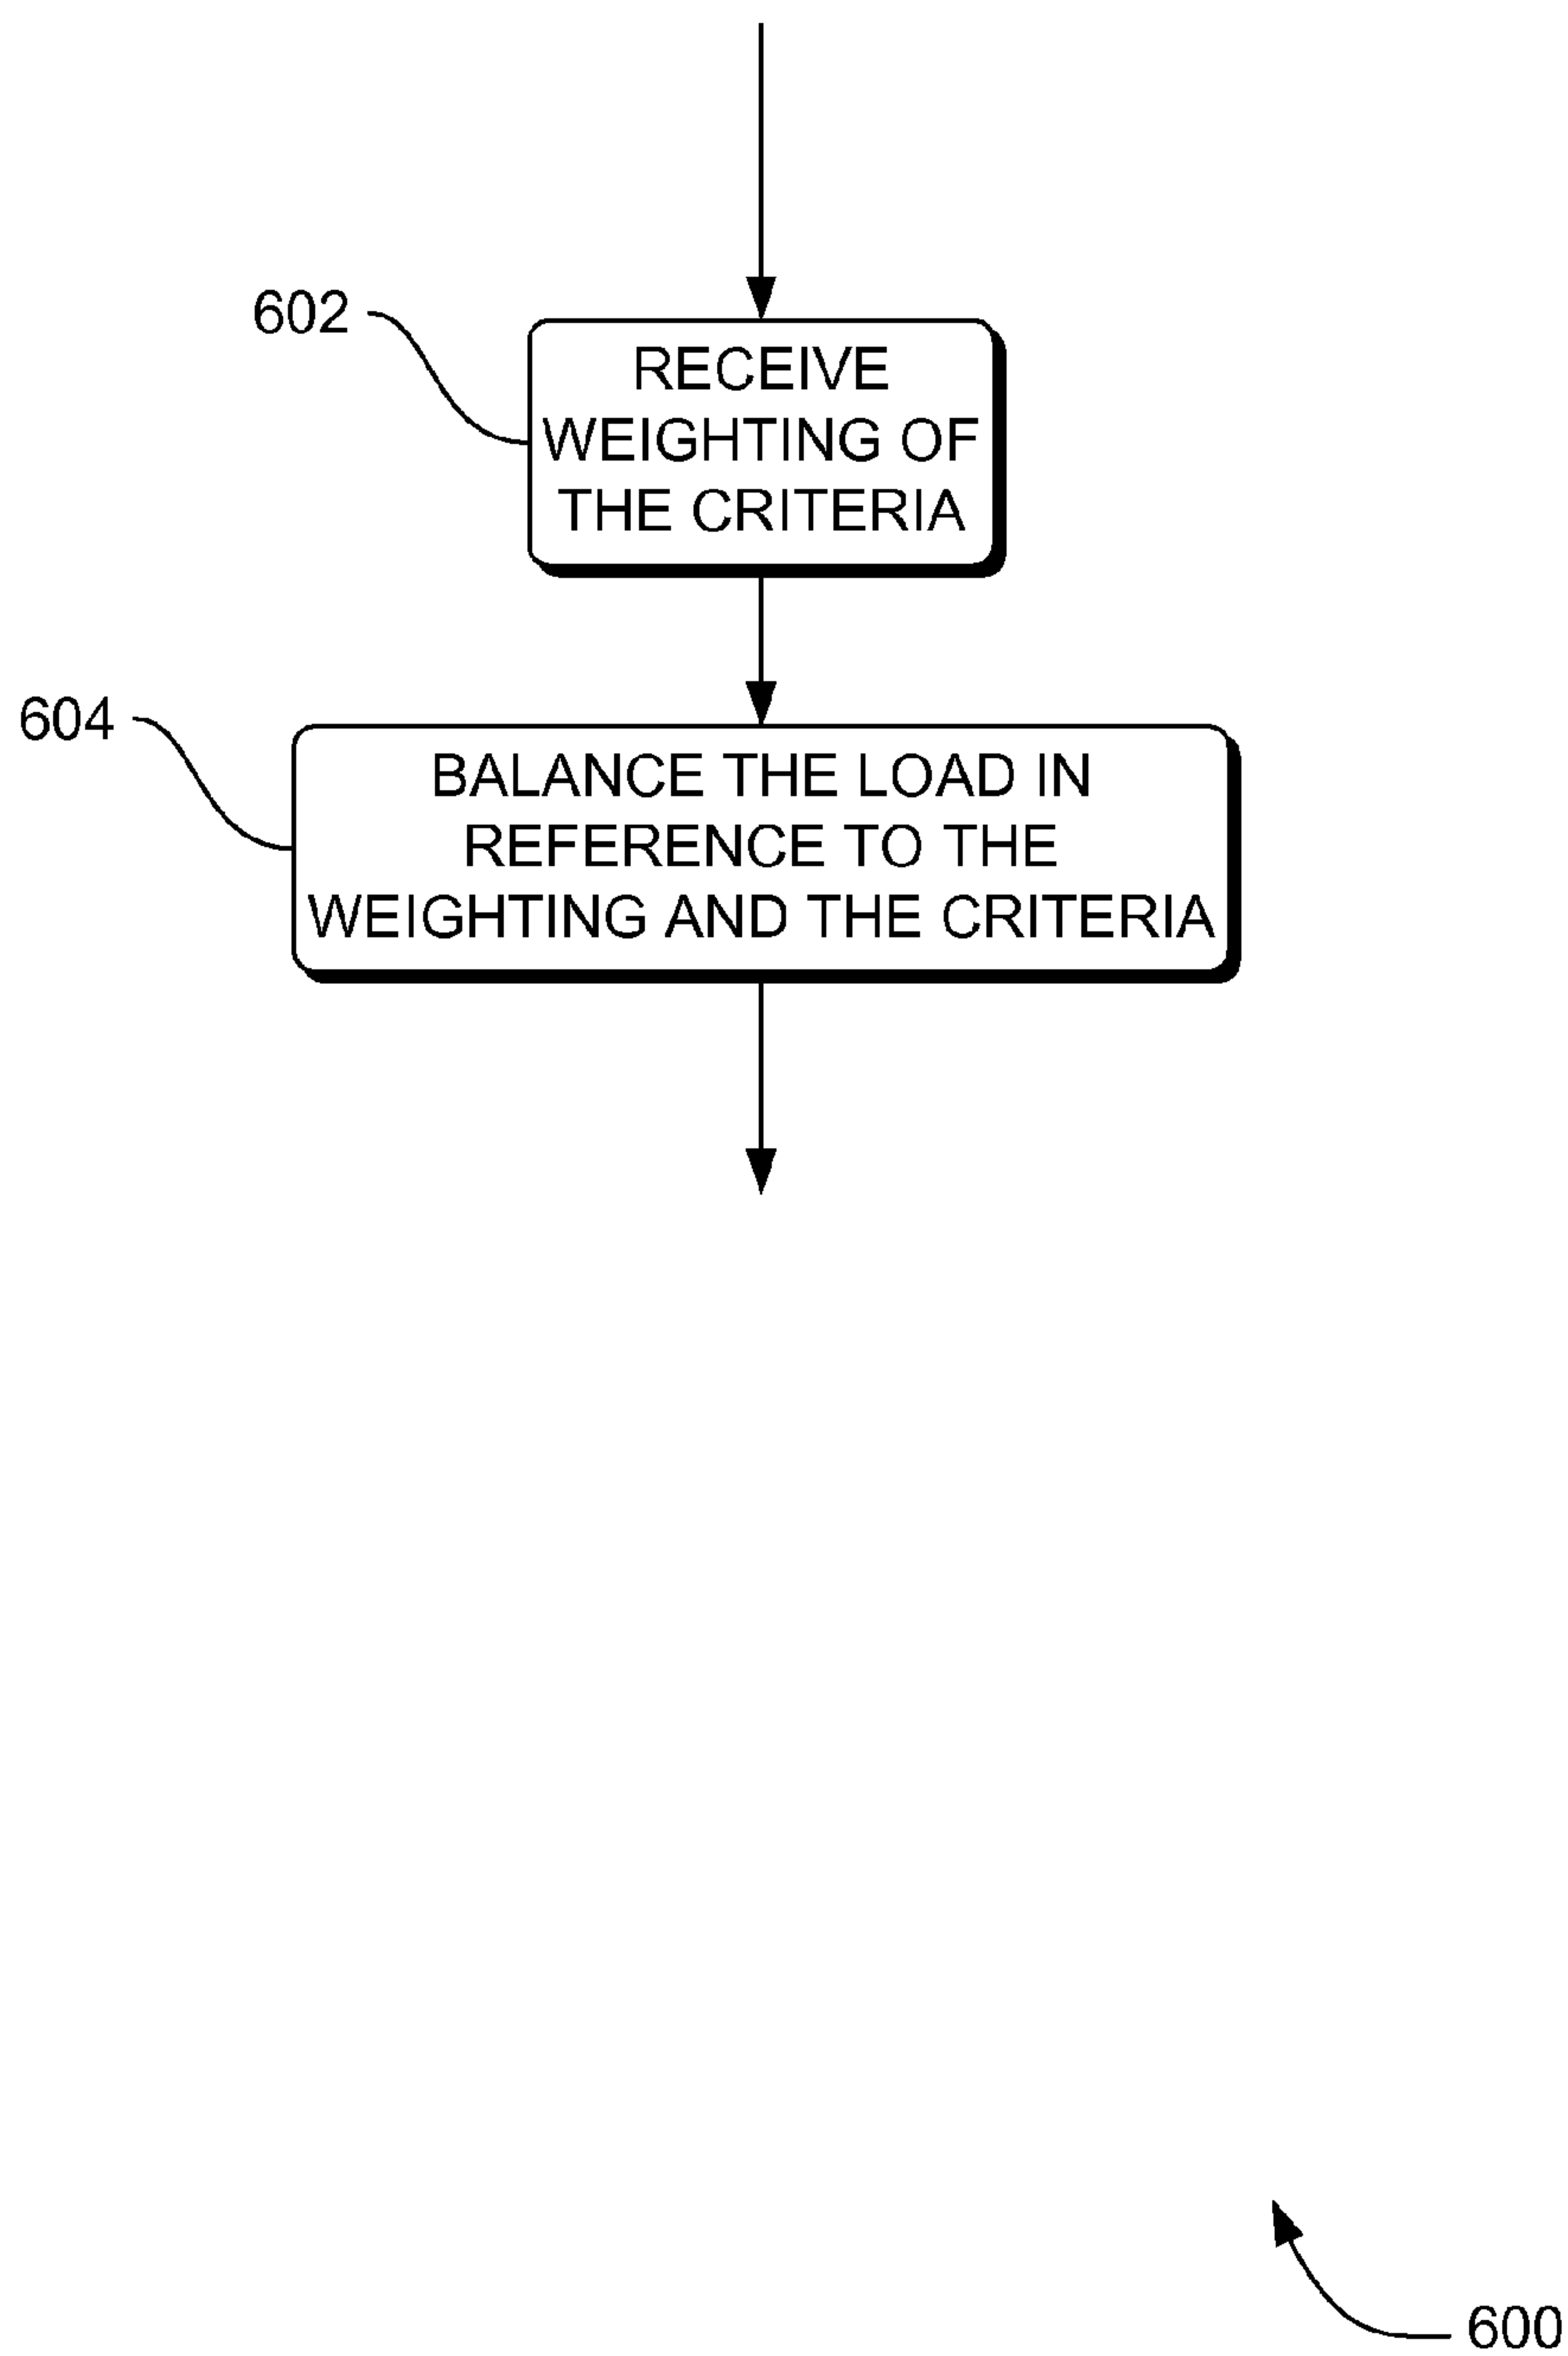 602
RECEIVE
WEIGHTING OF
THE CRITERIA
604
BALANCE THE LOAD IN
REFERENCE TO THE
WEIGHTING AND THE CRITERIA
600